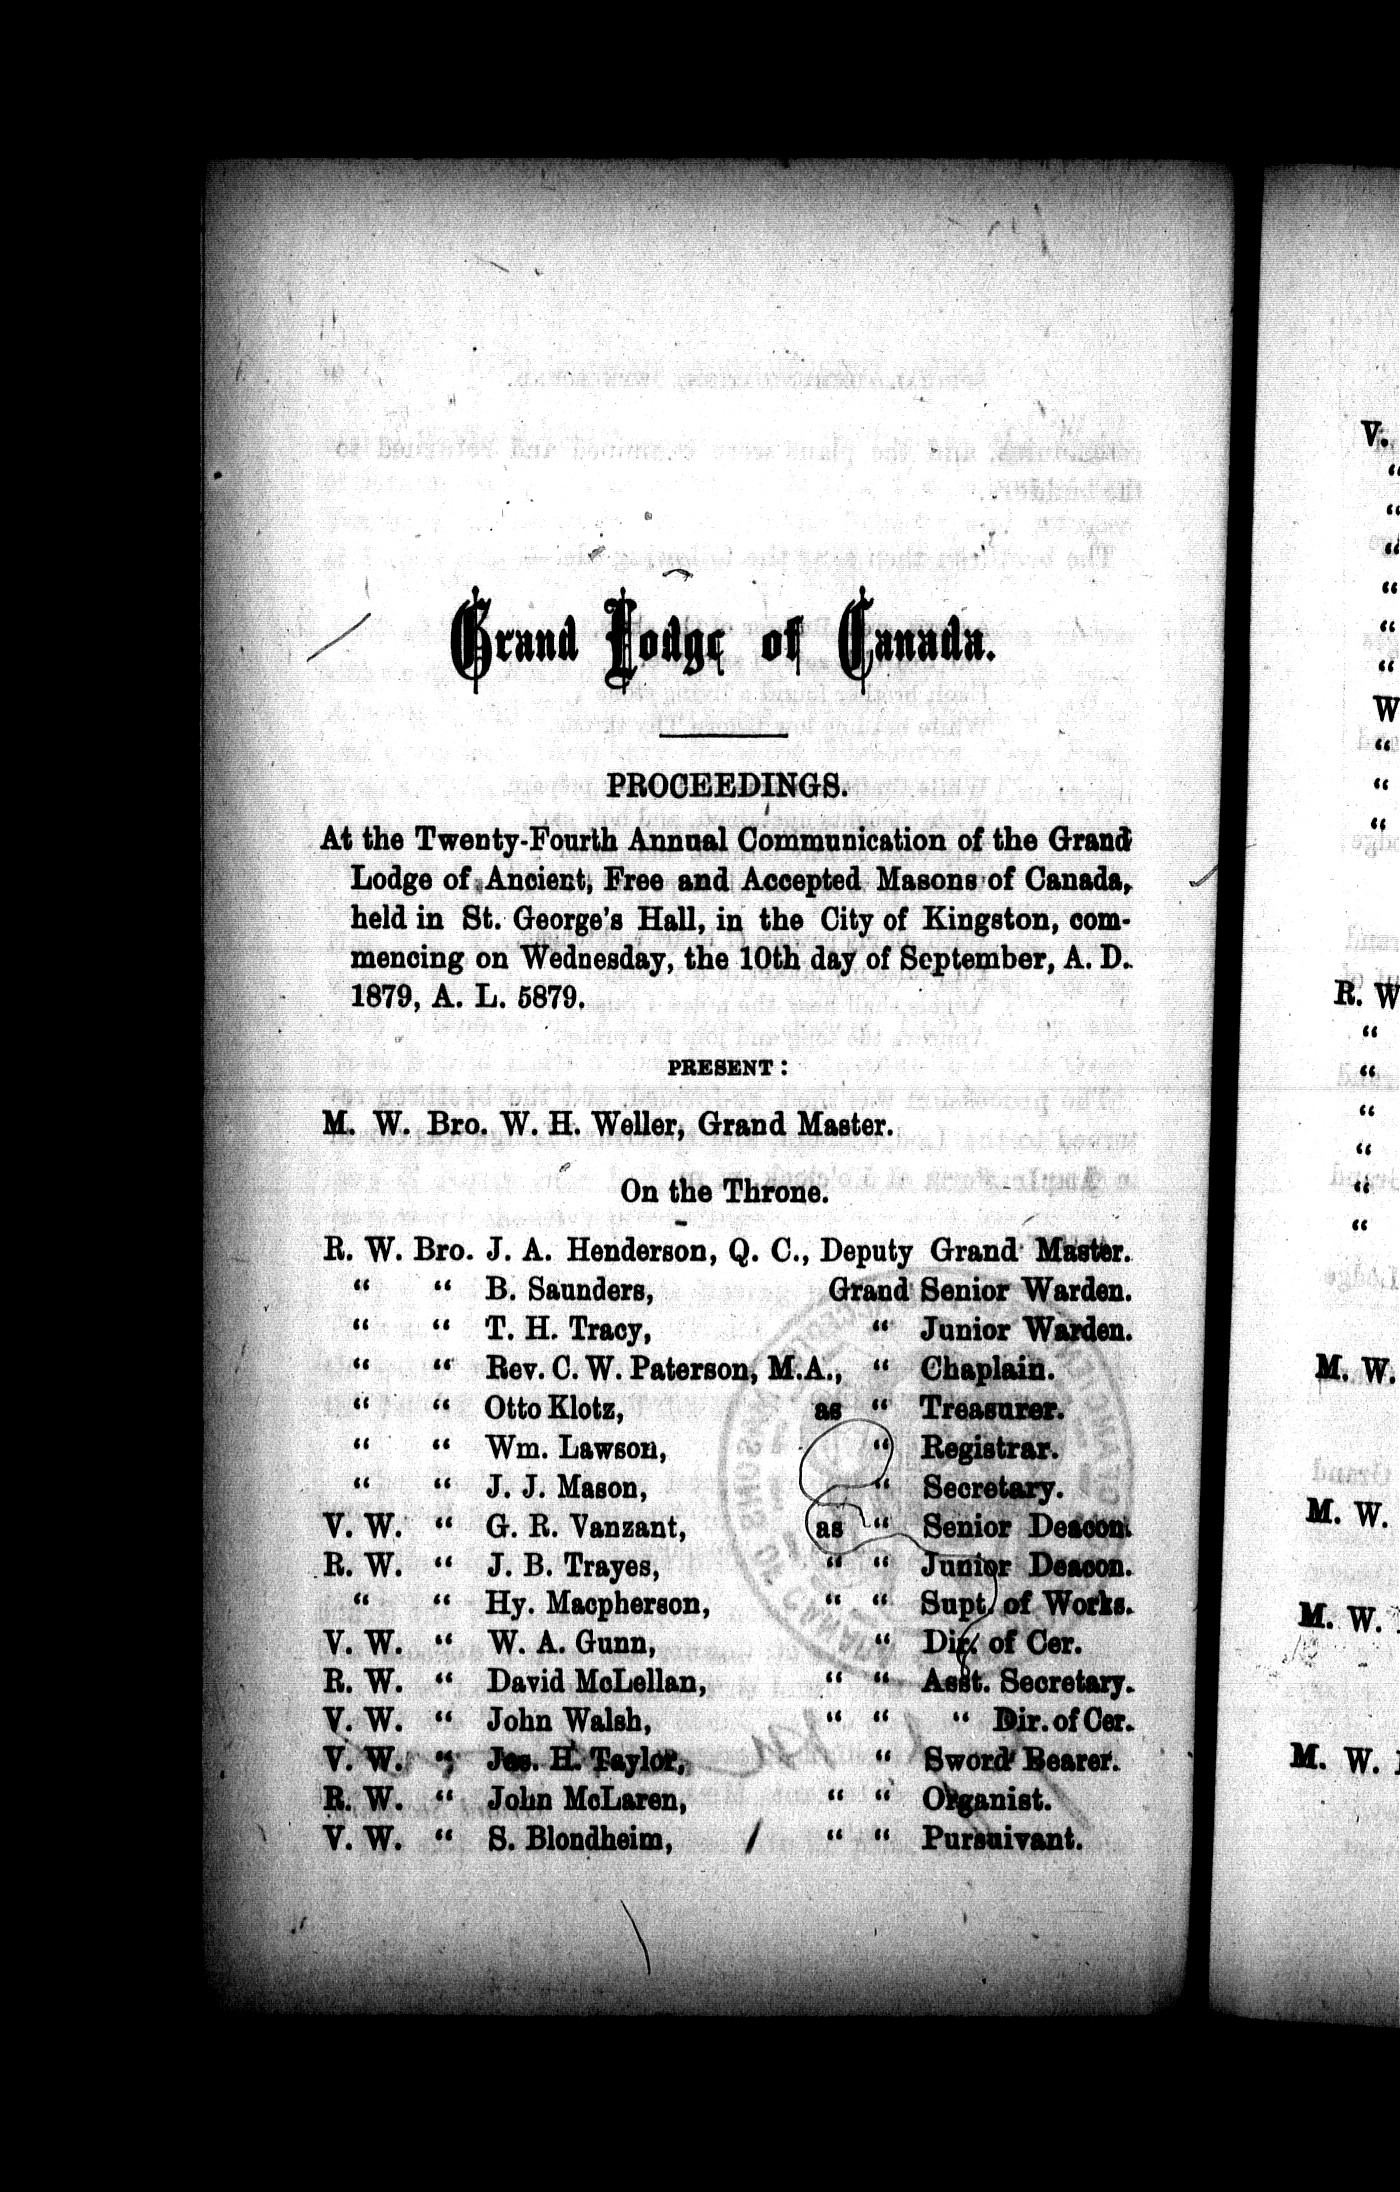 Grand Lodge of Canada.
PROCEEDINGS.
At the Twenty-Fourth Annual Communication of the Grand
Lodge of Ancient, Free and Accepted Masons of Canada,
held in St. George's Hall, in the City of Kingston, com-
mencing on Wednesday, the 10th day of September, A. D.
1879, A. L. 5879.
PRESENT:
M. W. Bro. W. H. Weller, Grand Master.
On the Throne.
R. W. Bro. J. A. Henderson, Q. C., Deputy Grand Master.
" " B. Saunders, Grand Senior Warden.
" " T. H. Tracy, " Junior Warden.
" " Rev. C. W. Paterson, M.A., " Chaplain.
" " Otto Klotz, as " Treasurer.
" " Wm. Lawson, " Registrar.
" " J. J. Mason, " Secretary.
V. W. " G. R. Vanzant, as " Senior Deacon.
R. W. " J. B. Trayes, " " Junior Deacon.
" " Hy. Macpherson, " " Supt. of Works.
V. W. " W. A. Gunn, " Dir. of Cer.
R. W. " David McLellan, " " Asst. Secretary.
V. W. " John Walsh, " " " Dir. of Cer.
V. W. " H. Taylor, " Sword Bearer.
R. W. " John McLaren, " " Organist.
V. W. " S. Blondheim, " " Pursuivant.
V.
"
"
"
"
"
"
W
"
"
"
R. W
"
"
"
"
"
"
M. W.
M. W.
M. W.
M. W.